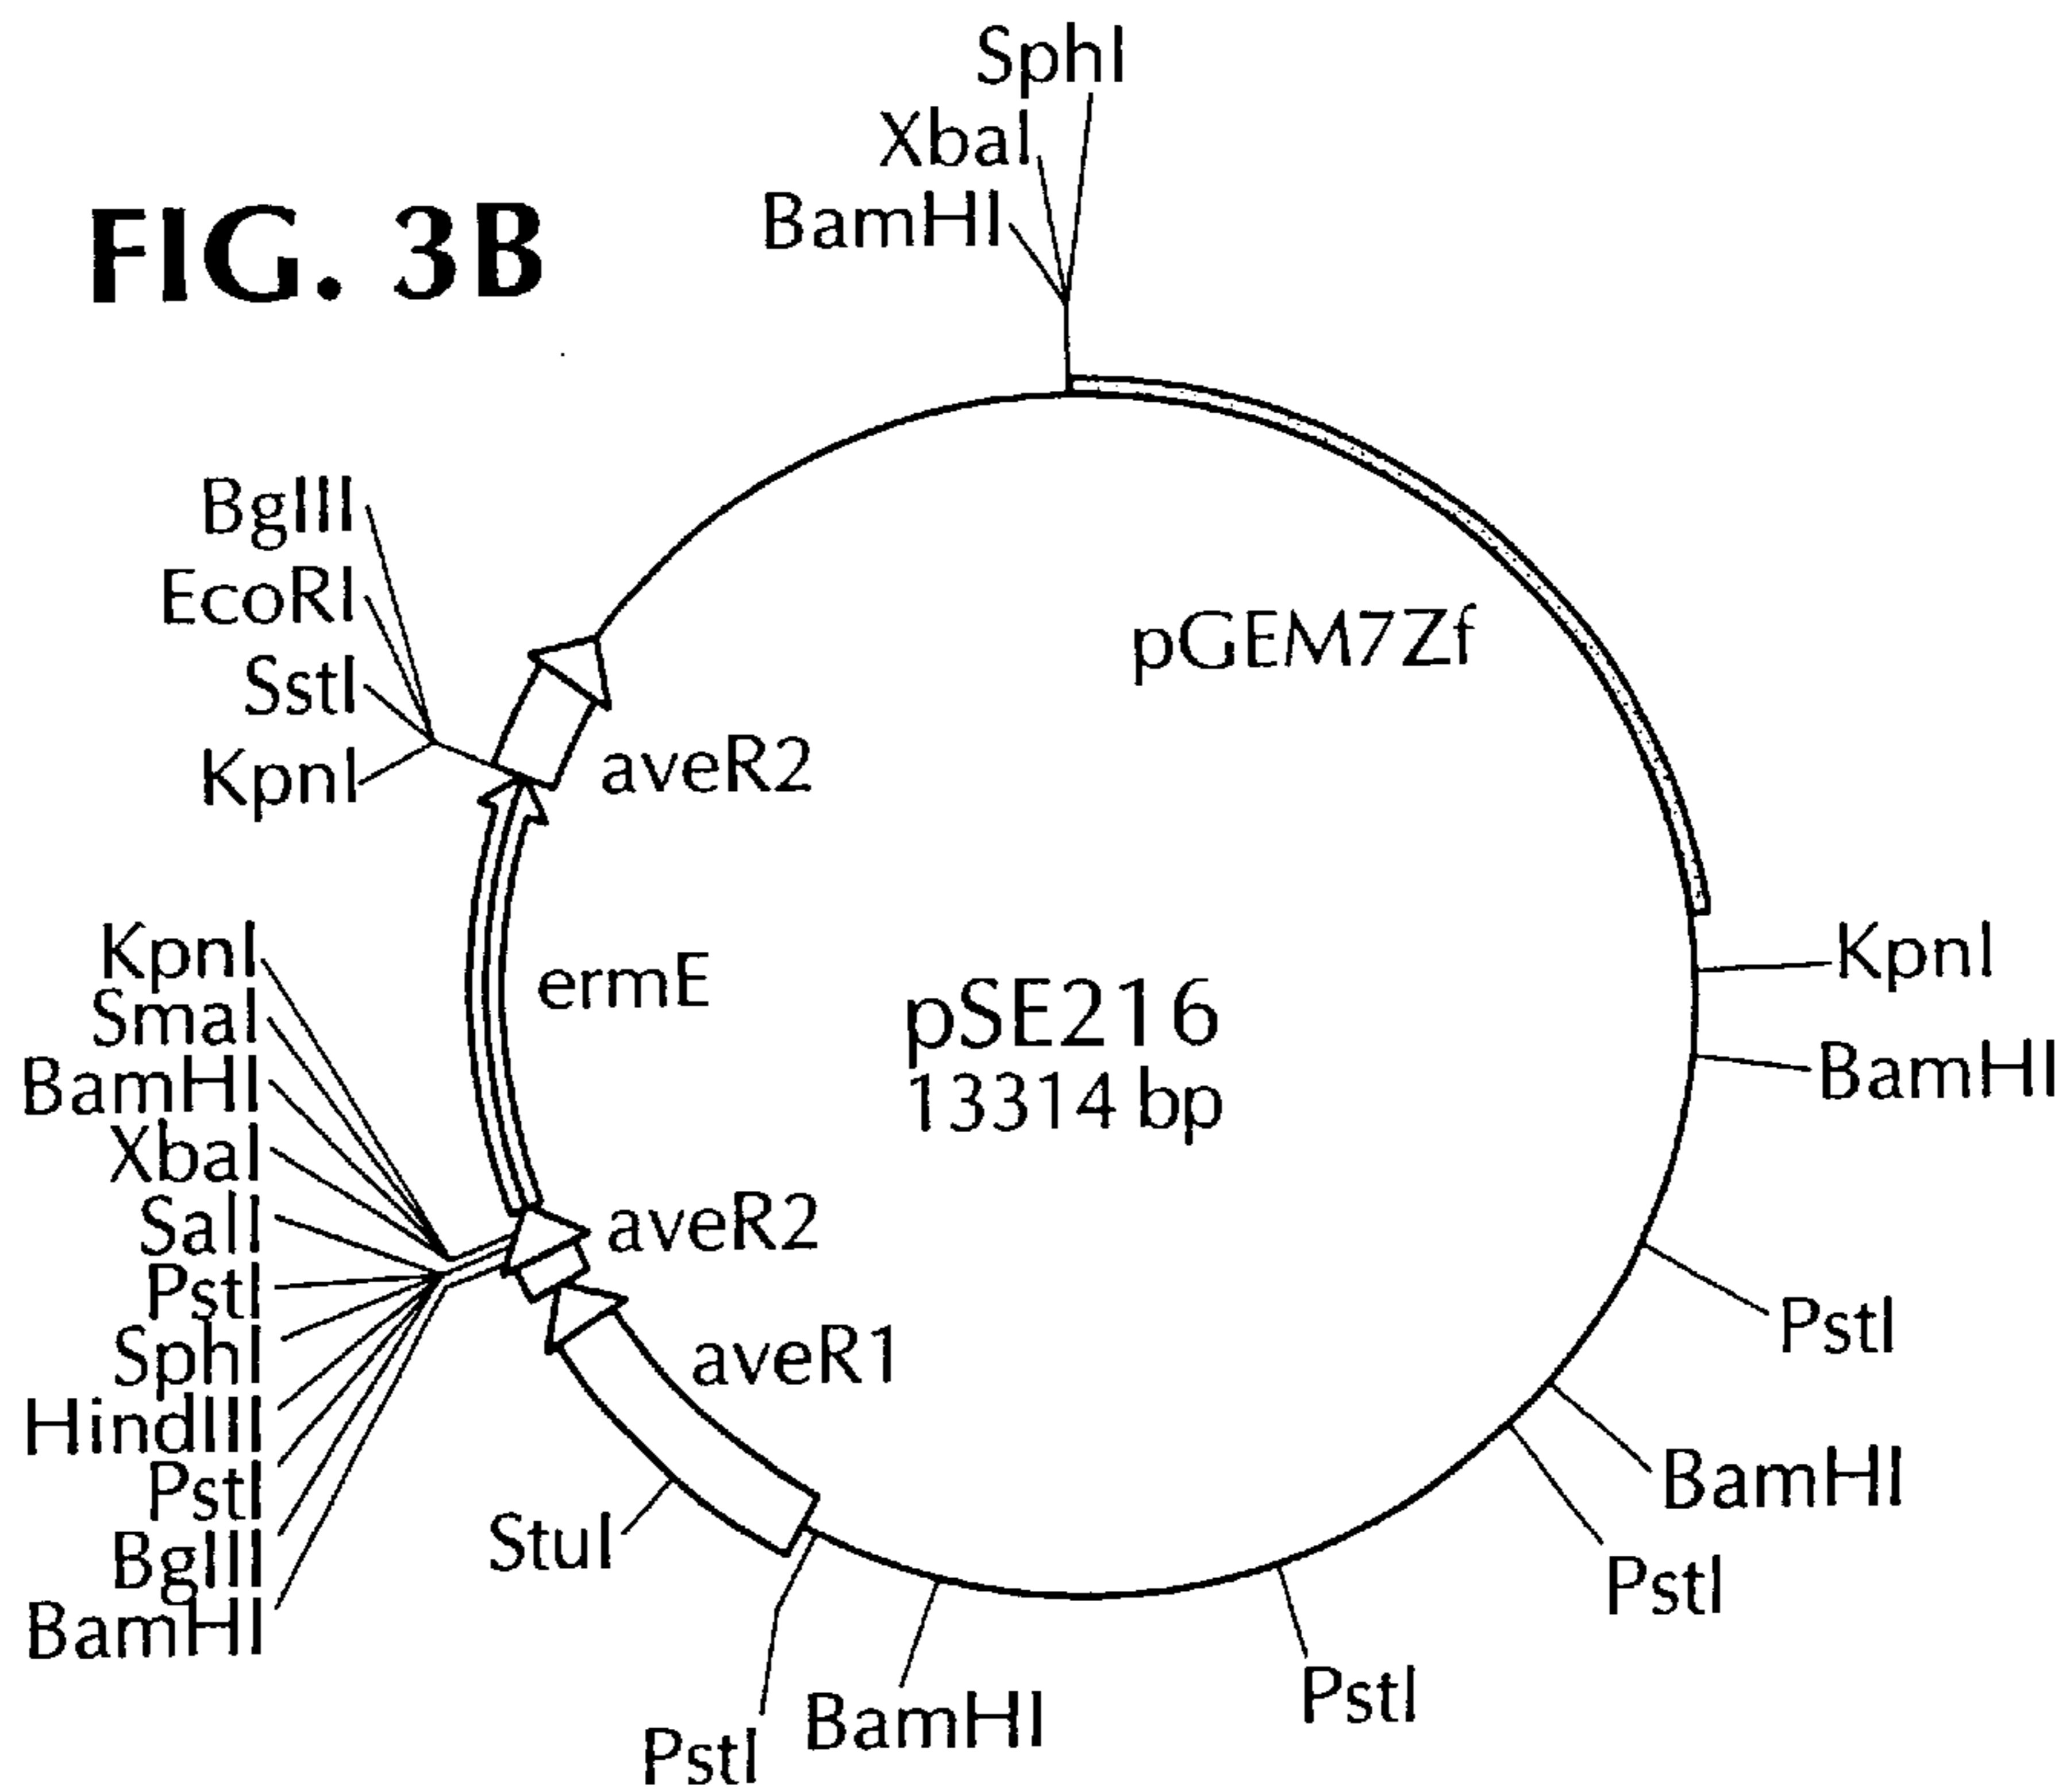 SphI
XbaI
BamHI
FIG. 3B
BglII
EcoRI
SstI
KpnI
pGEM7Zf
aveR2
KpnI
SmaI
BamHI
XbaI
SalI
PstI
SphI
HindIII
PstI
BglII
BamHI
ermE
pSE216
13314 bp
KpnI
BamHI
aveR2
aveR1
PstI
BamHI
PstI
StuI
PstI
BamHI
PstI